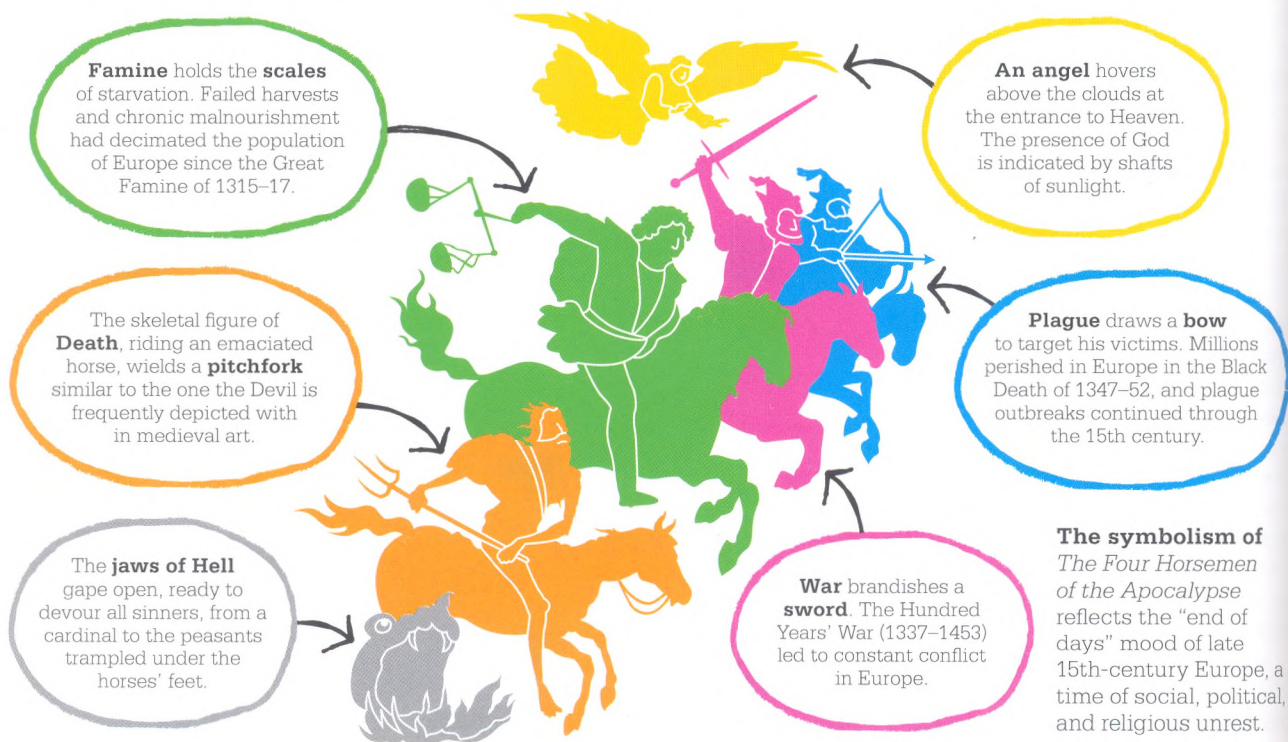 Famine holds the scales
of starvation. Failed harvests
and chronic malnourishment
had decimated the population
of Europe since the Great
Famine of 1315–17.
An angel hovers
above the clouds at
the entrance to Heaven.
The presence of God
is indicated by shafts
of sunlight.
The skeletal figure of
Death, riding an emaciated
horse, wields a pitchfork
similar to the one the Devil is
frequently depicted with
in medieval art.
Plague draws a bow
to target his victims. Millions
perished in Europe in the Black
Death of 1347–52, and plague
outbreaks continued through
the 15th century.
The jaws of Hell
gape open, ready to
devour all sinners, from a
cardinal to the peasants
trampled under the
horses' feet.
War brandishes a
sword. The Hundred
Years' War (1337–1453)
led to constant conflict
in Europe.
The symbolism of
The Four Horsemen
of the Apocalypse
reflects the "end of
days" mood of late
15th-century Europe, a
time of social, political,
and religious unrest.